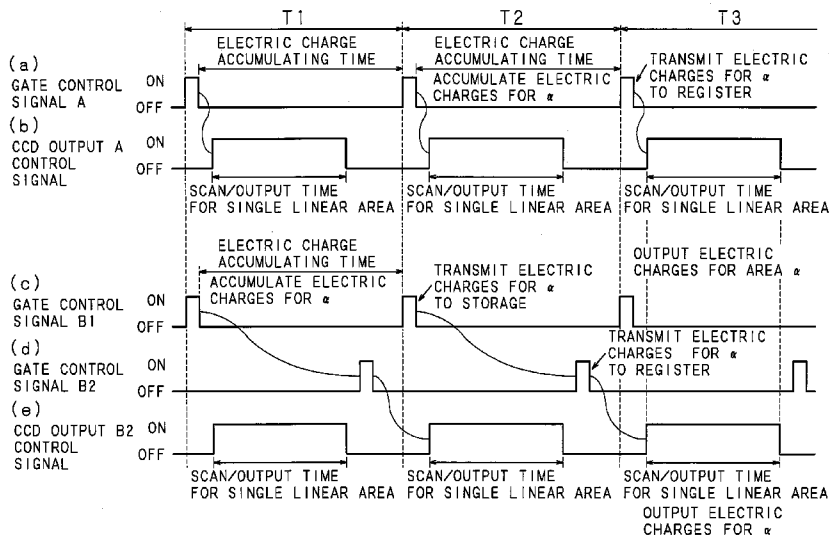 T1 T2 T3
(a)
GATE CONTROL
SIGNAL A
ON
OFF
ELECTRIC CHARGE
ACCUMULATING TIME
ELECTRIC CHARGE
ACCUMULATING TIME
ACCUMULATE ELECTRIC
CHARGES FOR α
TRANSMIT ELECTRIC
CHARGES FOR α
TO REGISTER
(b)
CCD OUTPUT A
CONTROL
SIGNAL
ON
OFF
SCAN/OUTPUT TIME
FOR SINGLE LINEAR AREA
SCAN/OUTPUT TIME
FOR SINGLE LINEAR AREA
SCAN/OUTPUT TIME
FOR SINGLE LINEAR AREA
ELECTRIC CHARGE
ACCUMULATING TIME
ACCUMULATE ELECTRIC
CHARGES FOR α
TRANSMIT ELECTRIC
CHARGES FOR α
TO STORAGE
OUTPUT ELECTRIC
CHARGES FOR AREA α
(c)
GATE CONTROL
SIGNAL B1
ON
OFF
(d)
GATE CONTROL
SIGNAL B2
ON
OFF
TRANSMIT ELECTRIC
CHARGES FOR α
TO REGISTER
(e)
CCD OUTPUT B2
CONTROL
SIGNAL
ON
OFF
SCAN/OUTPUT TIME
FOR SINGLE LINEAR AREA
SCAN/OUTPUT TIME
FOR SINGLE LINEAR AREA
SCAN/OUTPUT TIME
FOR SINGLE LINEAR AREA
OUTPUT ELECTRIC
CHARGES FOR α